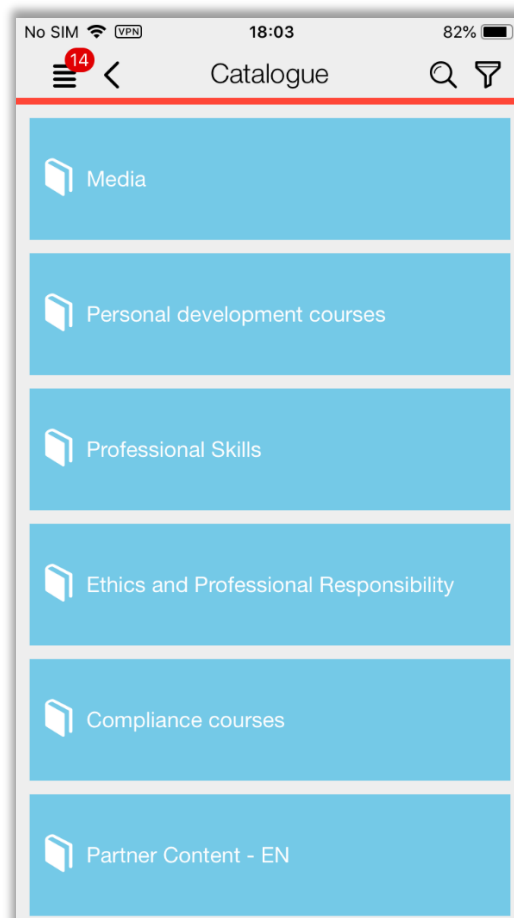 No SIM VPN 18:03 82%
14 Catalogue
Media
Personal development courses
Professional Skills
Ethics and Professional Responsibility
Compliance courses
Partner Content - EN